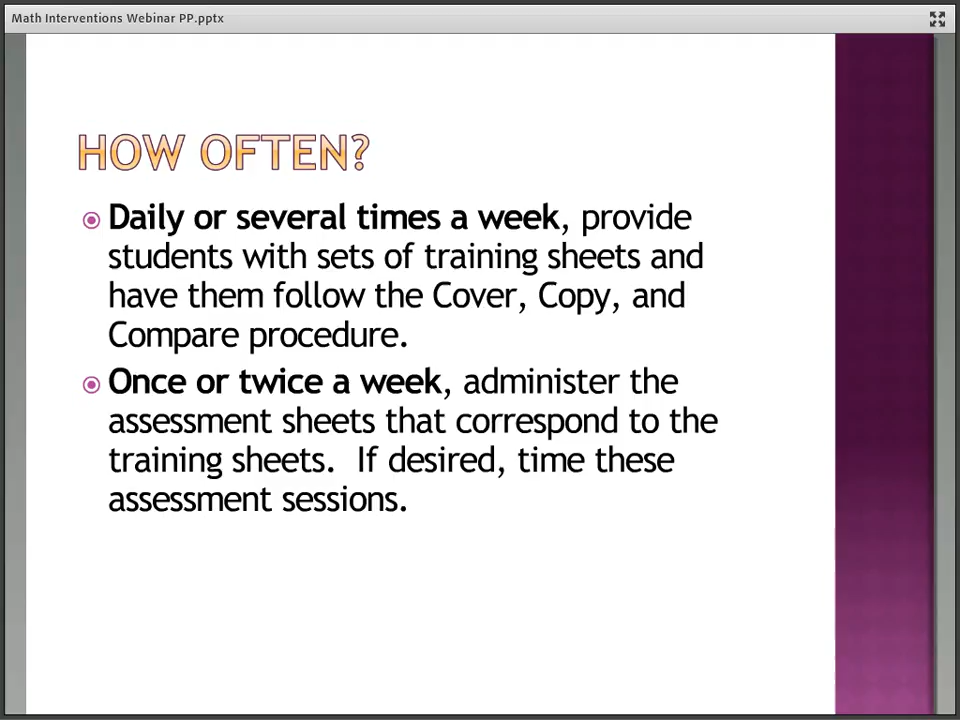 Math Interventions Webinar PP.pptx
HOW OFTEN?
Daily or several times a week, provide
students with sets of training sheets and
have them follow the Cover, Copy, and
Compare procedure.
Once or twice a week, administer the
assessment sheets that correspond to the
training sheets.  If desired, time these
assessment sessions.